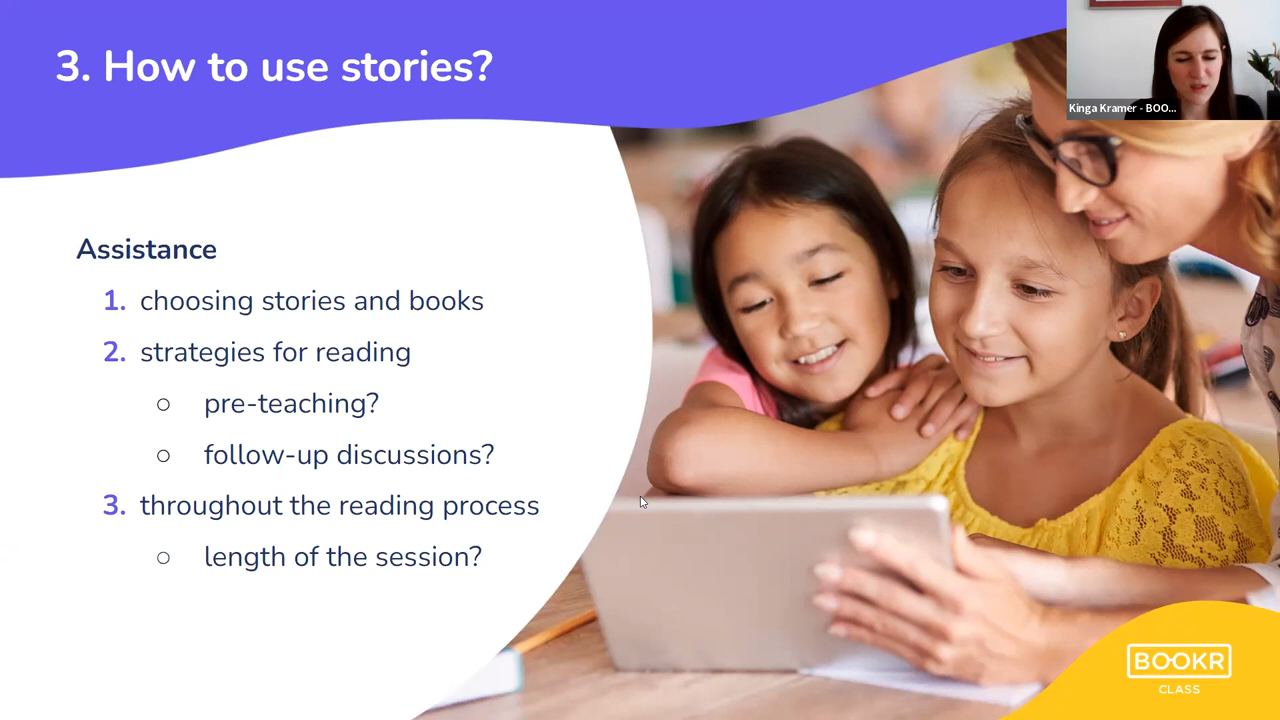 3. How to use stories?
Kinga Kramer - BOO...
Assistance
1. choosing stories and books
2. strategies for reading
○ pre-teaching?
○ follow-up discussions?
3. throughout the reading process
○ length of the session?
BOOKR
CLASS